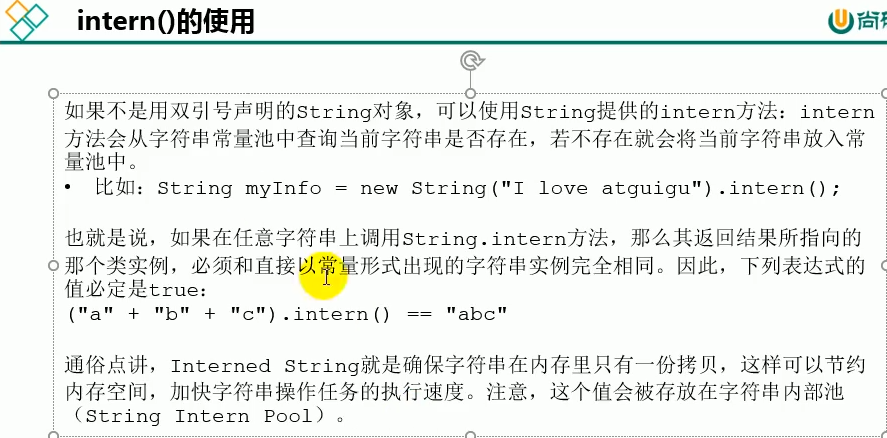 intern()的使用
尚
如果不是用双引号声明的String对象，可以使用String提供的intern方法：intern
方法会从字符串常量池中查询当前字符串是否存在，若不存在就会将当前字符串放入常
量池中。
• 比如：String myInfo = new String("I love atguigu").intern();
也就是说，如果在任意字符串上调用String.intern方法，那么其返回结果所指向的
那个类实例，必须和直接以常量形式出现的字符串实例完全相同。因此，下列表达式的
值必定是true：
("a" + "b" + "c").intern() == "abc"
通俗点讲，Interned String就是确保字符串在内存里只有一份拷贝，这样可以节约
内存空间，加快字符串操作任务的执行速度。注意，这个值会被存放在字符串内部池
（String Intern Pool）。